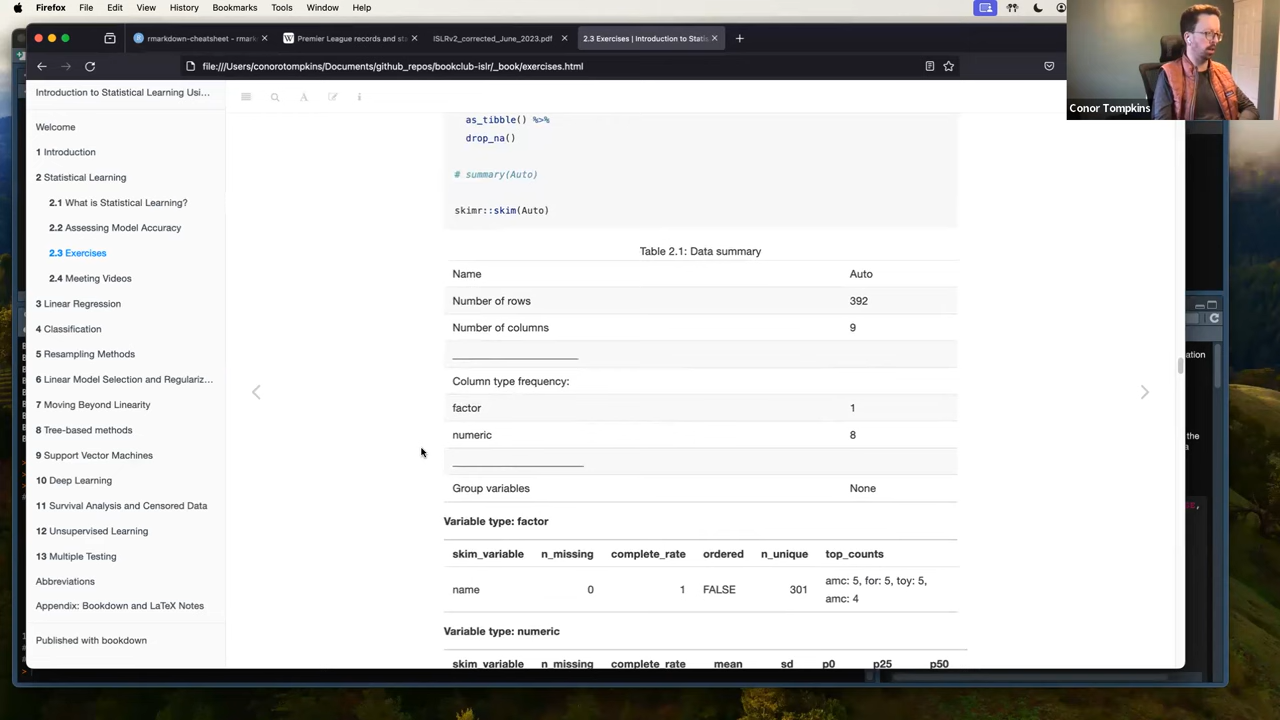 Firefox File Edit View History Bookmarks Tools Window Help
rmarkdown-cheatsheet - rmarkd
Premier League records and st
ISLRv2_corrected_June_2023.pdf
2.3 Exercises | Introduction to Stati
file:///Users/conorotompkins/Documents/github_repos/bookclub-islr/_book/exercises.html
Conor Tompkins
Introduction to Statistical Learning Usi...
Welcome
1 Introduction
2 Statistical Learning
2.1 What is Statistical Learning?
2.2 Assessing Model Accuracy
2.3 Exercises
2.4 Meeting Videos
3 Linear Regression
4 Classification
5 Resampling Methods
6 Linear Model Selection and Regulariz...
7 Moving Beyond Linearity
8 Tree-based methods
9 Support Vector Machines
10 Deep Learning
11 Survival Analysis and Censored Data
12 Unsupervised Learning
13 Multiple Testing
Abbreviations
Appendix: Bookdown and LaTeX Notes
Published with bookdown
as_tibble() %>%
drop_na()
# summary(Auto)
skimr::skim(Auto)
Table 2.1: Data summary
Name Auto
Number of rows 392
Number of columns 9
_______________________
Column type frequency:
factor 1
numeric 8
________________________
Group variables None
Variable type: factor
skim_variable n_missing complete_rate ordered n_unique top_counts
name 0 1 FALSE 301 amc: 5, for: 5, toy: 5,
amc: 4
Variable type: numeric
skim_variable n_missing complete_rate mean sd p0 p25 p50